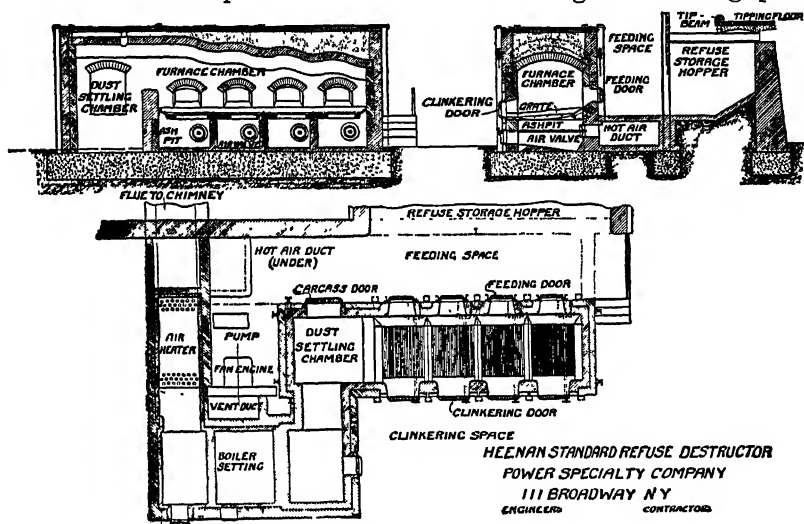 TIP-
BEAM
TIPPING FLOOR
FEEDING
SPACE
REFUSE
STORAGE
HOPPER
FURNACE CHAMBER
DUST
SETTLING
CHAMBER
ASH
PIT
FURNACE
CHAMBER
FEEDING
DOOR
CLINKERING
DOOR
GRATE
ASHPIT
AIR VALVE
HOT AIR
DUCT
FLUE TO CHIMNEY
REFUSE STORAGE HOPPER
HOT AIR DUCT
(UNDER)
FEEDING SPACE
CARCASS DOOR
FEEDING DOOR
AIR
HEATER
PUMP
DUST
SETTLING
CHAMBER
FAN ENGINE
VENT DUCT
CLINKERING DOOR
CLINKERING SPACE
BOILER
SETTING
HEENAN STANDARD REFUSE DESTRUCTOR
POWER SPECIALTY COMPANY
111 BROADWAY NY
ENGINEERS CONTRACTORS